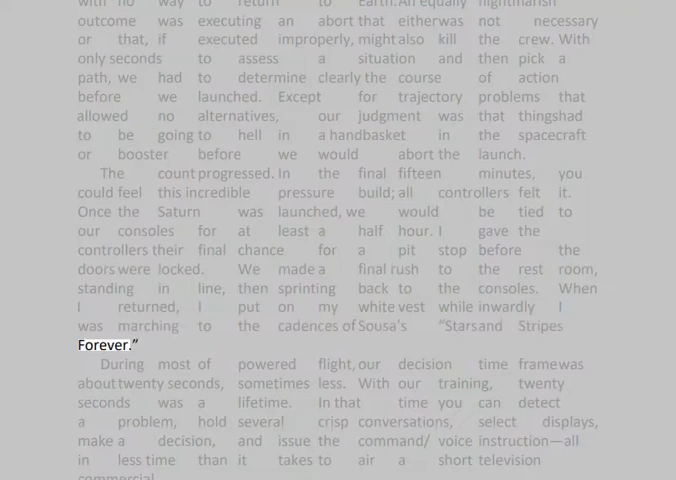 with no way to return to Earth. An equally nightmarish
outcome was executing an abort that either was not necessary
or that, if executed improperly, might also kill the crew. With
only seconds to assess a situation and then pick a
path, we had to determine clearly the course of action
before we launched. Except for trajectory problems that
allowed no alternatives, our judgment was that things had
to be going to hell in a handbasket in the spacecraft
or booster before we would abort the launch.
The count progressed. In the final fifteen minutes, you
could feel this incredible pressure build; all controllers felt it.
Once the Saturn was launched, we would be tied to
our consoles for at least a half hour. I gave the
controllers their final chance for a pit stop before the
doors were locked. We made a final rush to the rest room,
standing in line, then sprinting back to the consoles. When
I returned, I put on my white vest while inwardly I
was marching to the cadences of Sousa's “Stars and Stripes
Forever.”
During most of powered flight, our decision time frame was
about twenty seconds, sometimes less. With our training, twenty
seconds was a lifetime. In that time you can detect
a problem, hold several crisp conversations, select displays,
make a decision, and issue the command/ voice instruction—all
in less time than it takes to air a short television
commercial.